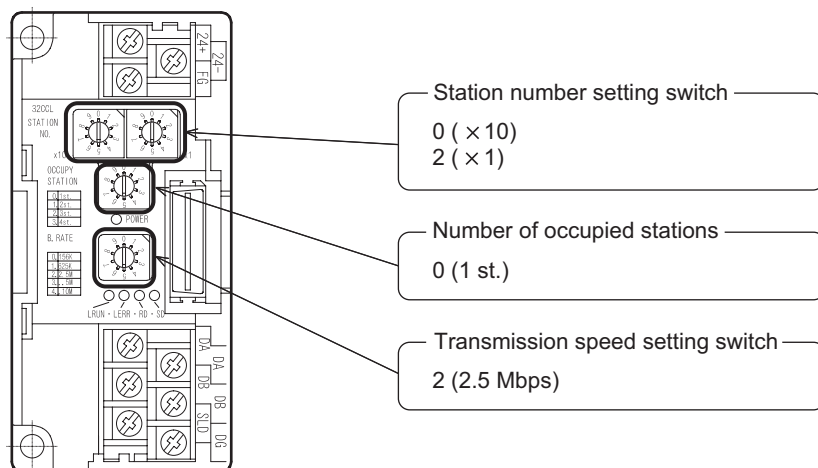 24+
24-
FG
32CCL
STATION
NO.
x10
x1
OCCUPY
STATION
0.1st.
1.2st.
2.3st.
3.4st.
POWER
B.RATE
0.156K
1.625K
2.2.5M
3. .5M
4. .10M
LRUN・LERR・RD・SD
DA
DA
DB
DB
SLD
DG
Station number setting switch
0 ( ×10)
2 ( ×1)
Number of occupied stations
0 (1 st.)
Transmission speed setting switch
2 (2.5 Mbps)